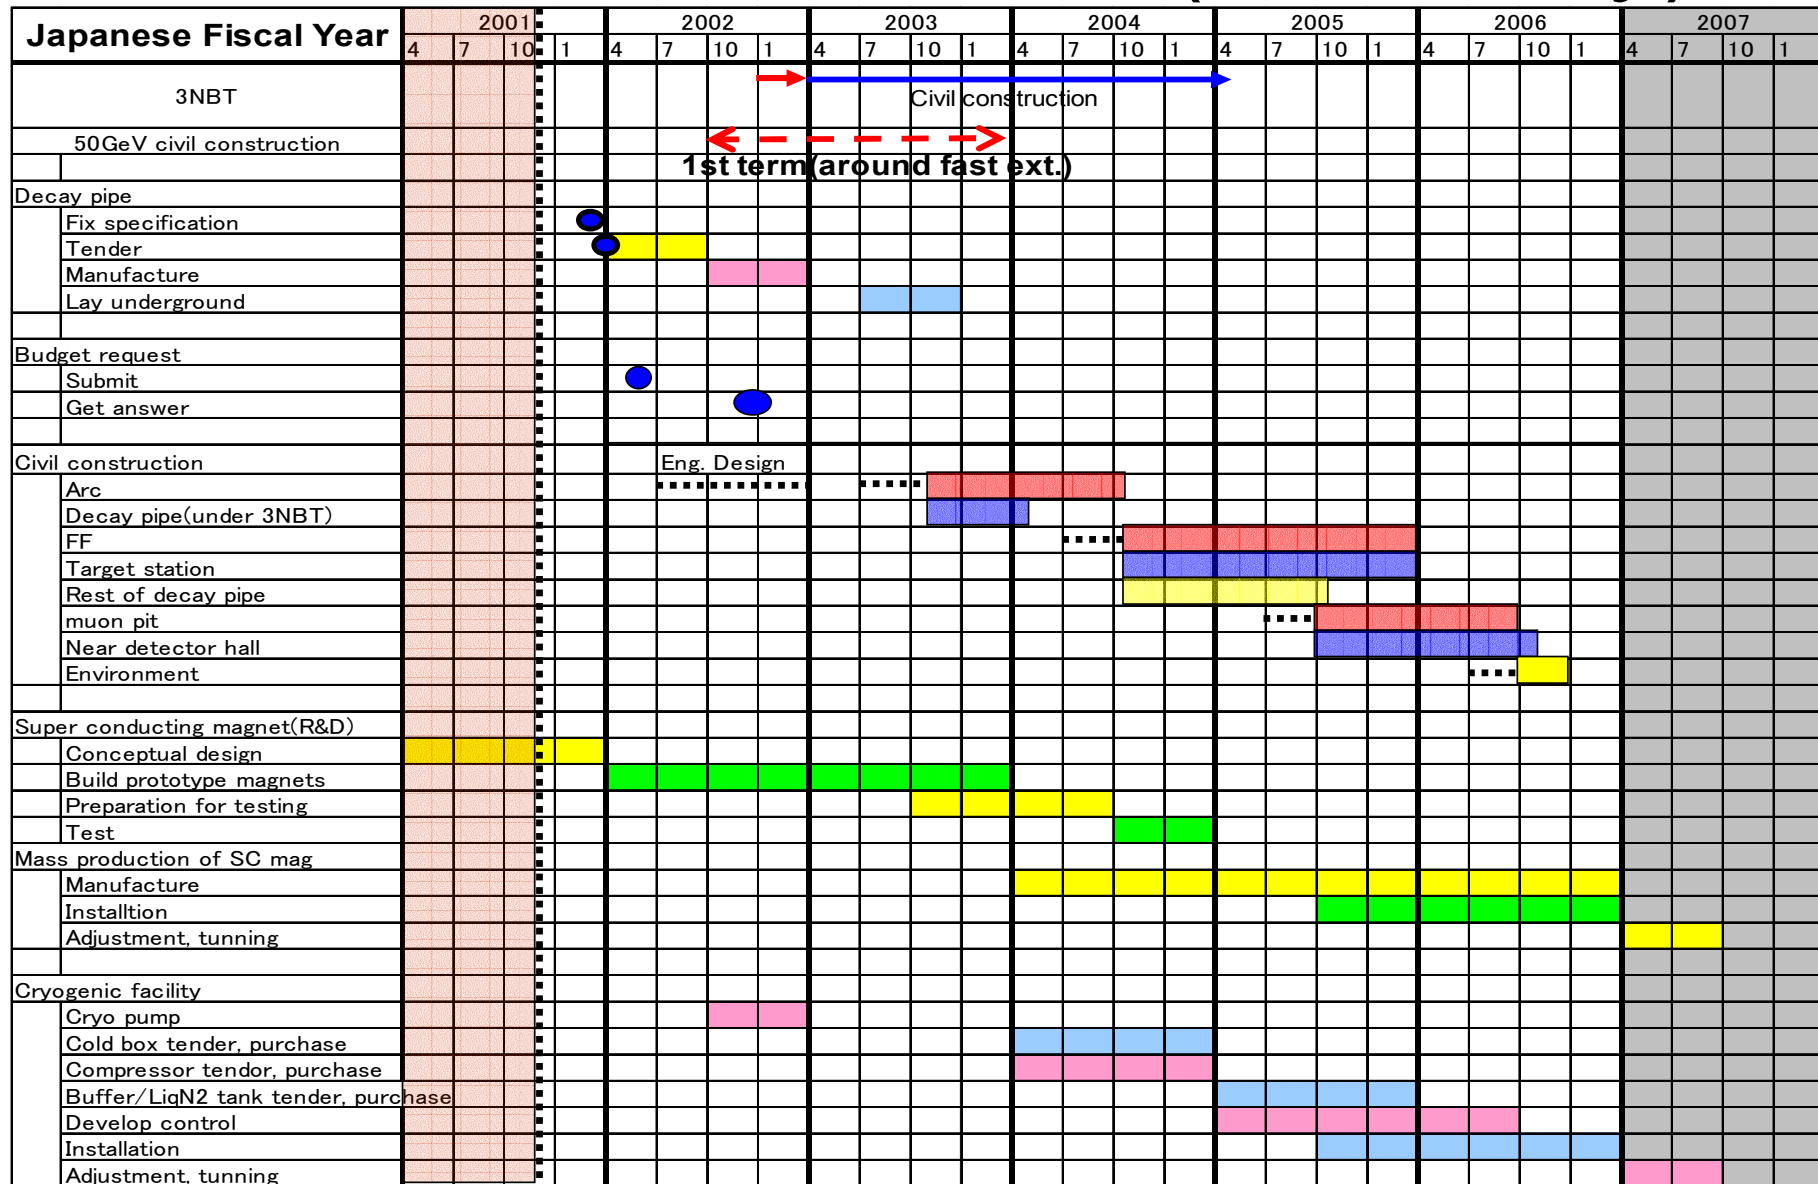 2001 2002 2003 2004 2005 2006 2007
Japanese Fiscal Year
4 7 10 1 4 7 10 1 4 7 10 1 4 7 10 1 4 7 10 1 4 7 10 1 4 7 10 1
3NBT
Civil construction
50GeV civil construction
1st term(around fast ext.)
Decay pipe
Fix specification
Tender
Manufacture
Lay underground
Budget request
Submit
Get answer
Civil construction
Eng. Design
Arc
Decay pipe(under 3NBT)
FF
Target station
Rest of decay pipe
muon pit
Near detector hall
Environment
Super conducting magnet(R&D)
Conceptual design
Build prototype magnets
Preparation for testing
Test
Mass production of SC mag
Manufacture
Installtion
Adjustment, tunning
Cryogenic facility
Cryo pump
Cold box tender, purchase
Compressor tendor, purchase
Buffer/LiqN2 tank tender, purchase
Develop control
Installation
Adjustment, tunning